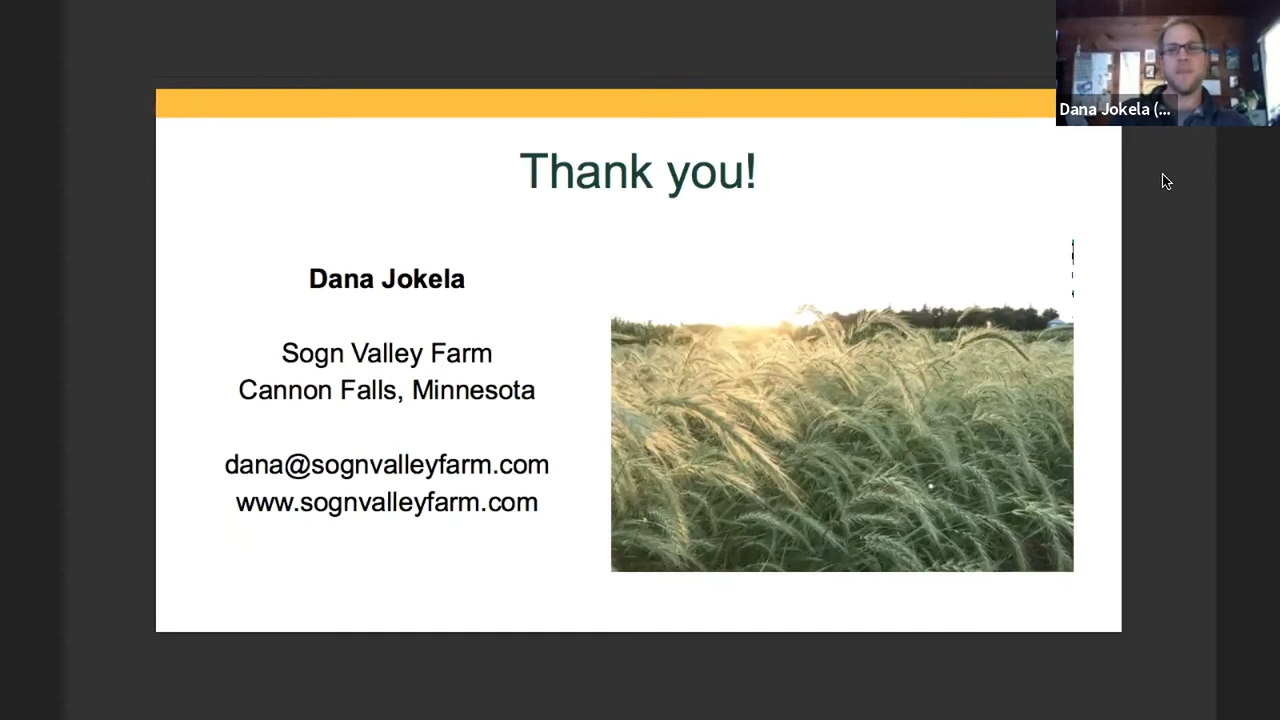 Dana Jokela (...
Thank you!
Dana Jokela
Sogn Valley Farm
Cannon Falls, Minnesota
dana@sognvalleyfarm.com
www.sognvalleyfarm.com